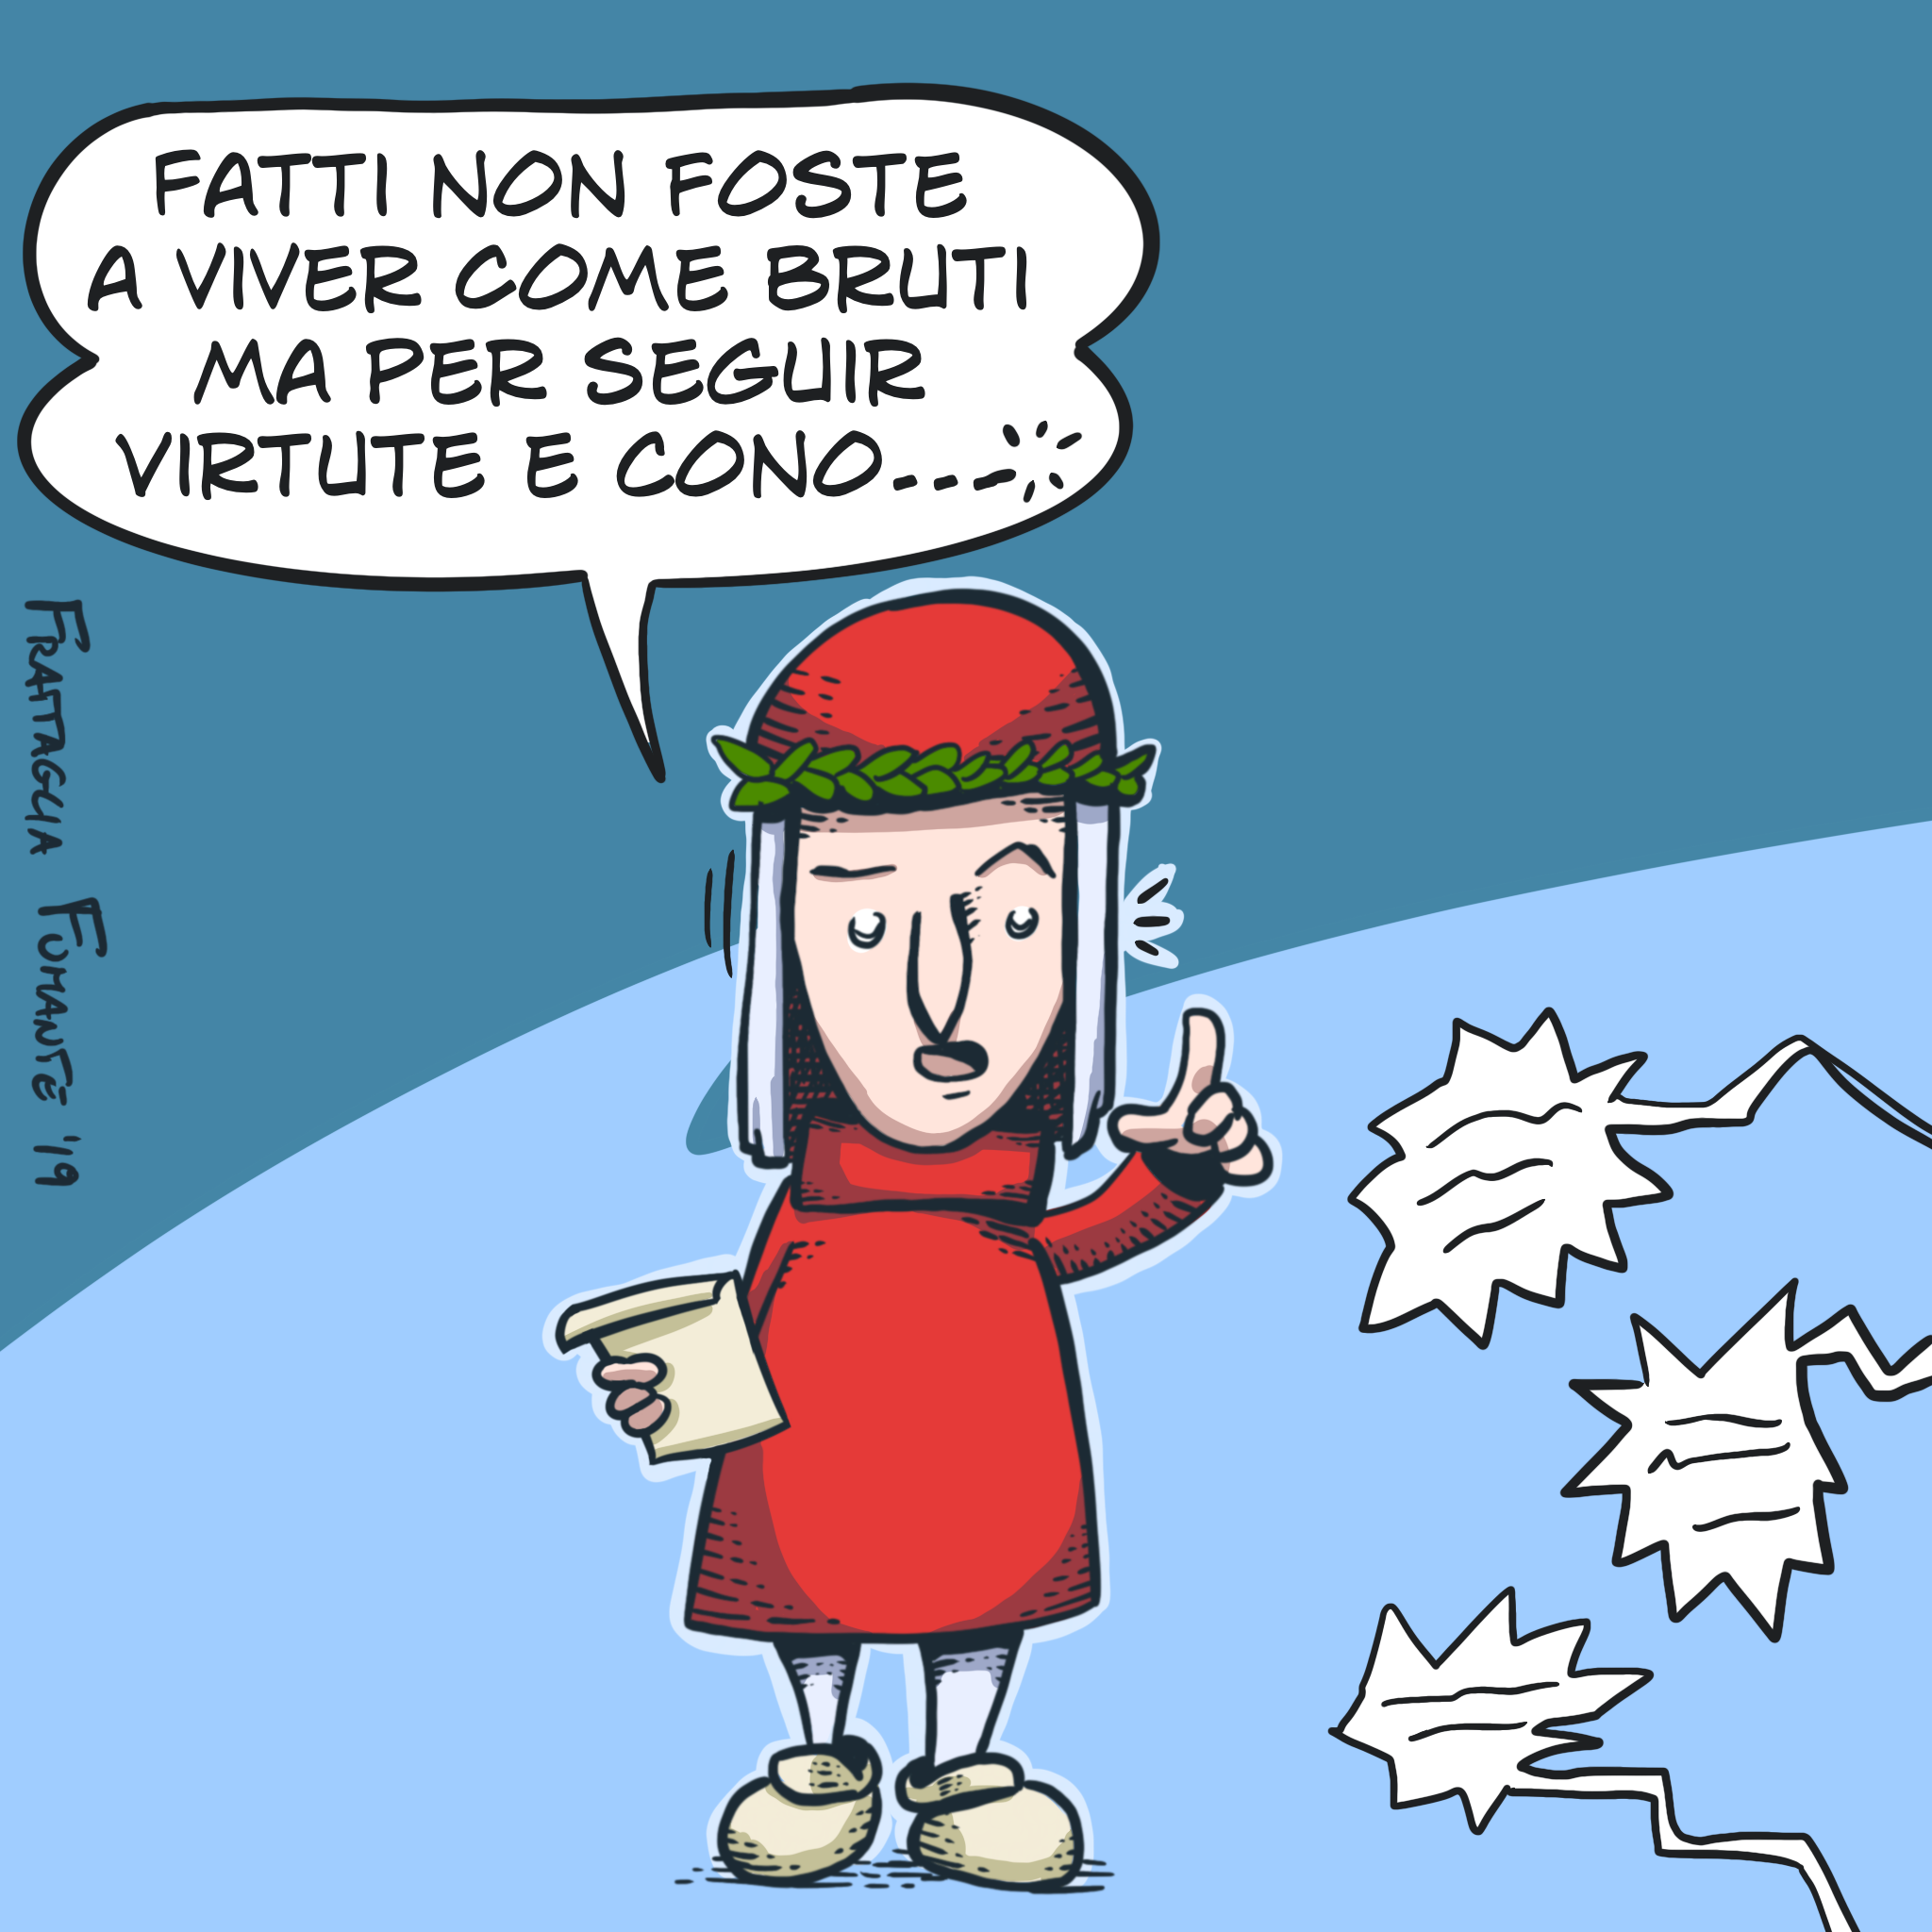 FATTI NON FOSTE
A VIVER COME BRUTI
MA PER SEGUIR
VIRTUTE E CONO...
FRATTAGLIA
FUMANTE '19